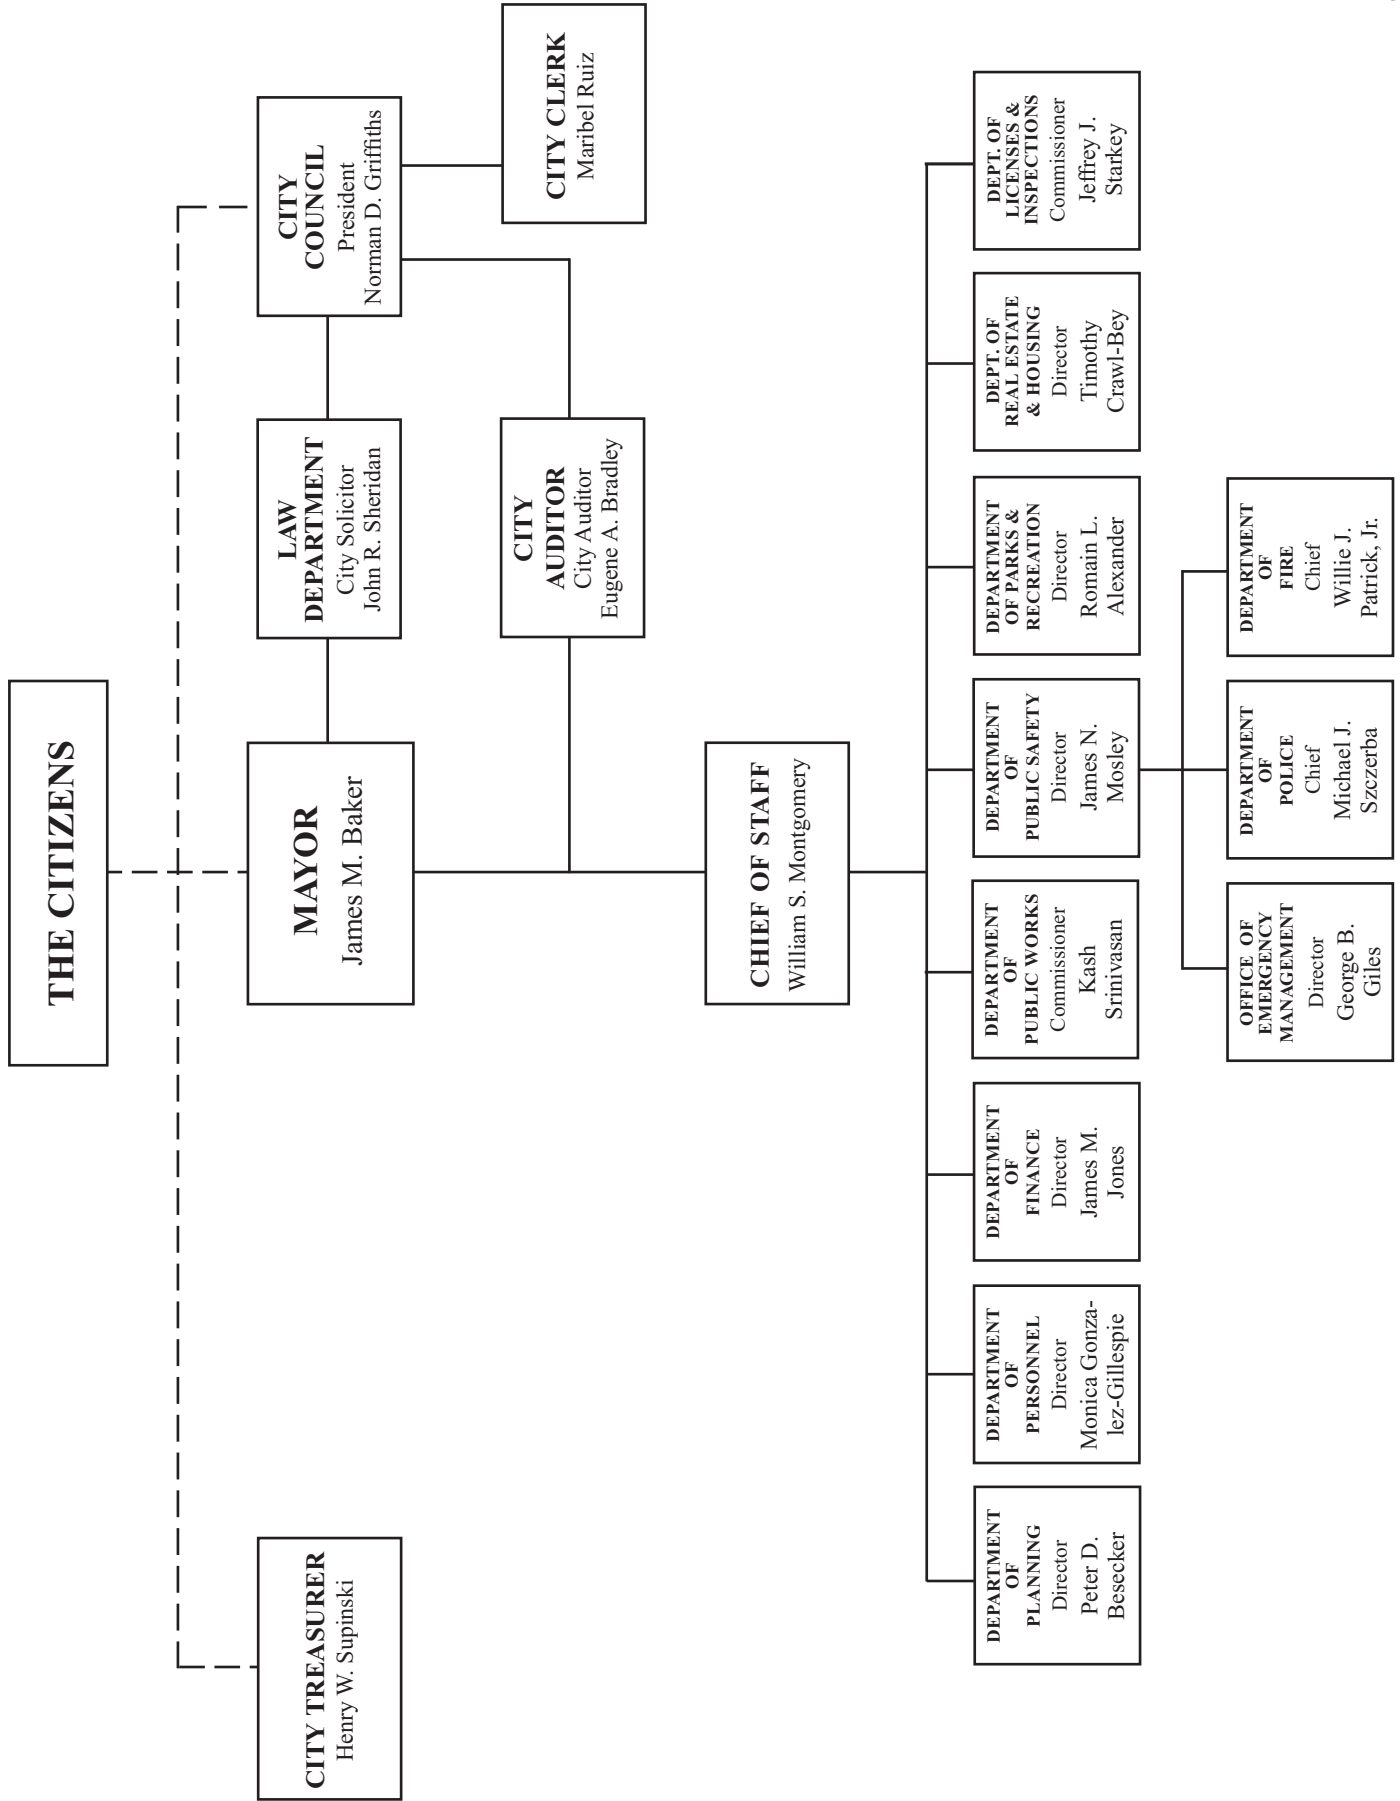 THE CITIZENS
CITY TREASURER
Henry W. Supinski
MAYOR
James M. Baker
LAW
DEPARTMENT
City Solicitor
John R. Sheridan
CITY
COUNCIL
President
Norman D. Griffiths
CITY
AUDITOR
City Auditor
Eugene A. Bradley
CITY CLERK
Maribel Ruiz
CHIEF OF STAFF
William S. Montgomery
DEPARTMENT
OF
PLANNING
Director
Peter D.
Besecker
DEPARTMENT
OF
PERSONNEL
Director
Monica Gonza-
lez-Gillespie
DEPARTMENT
OF
FINANCE
Director
James M.
Jones
DEPARTMENT
OF
PUBLIC WORKS
Commissioner
Kash
Srinivasan
DEPARTMENT
OF
PUBLIC SAFETY
Director
James N.
Mosley
DEPARTMENT
OF PARKS &
RECREATION
Director
Romain L.
Alexander
DEPT. OF
REAL ESTATE
& HOUSING
Director
Timothy
Crawl-Bey
DEPT. OF
LICENSES &
INSPECTIONS
Commissioner
Jeffrey J.
Starkey
OFFICE OF
EMERGENCY
MANAGEMENT
Director
George B.
Giles
DEPARTMENT
OF
POLICE
Chief
Michael J.
Szczerba
DEPARTMENT
OF
FIRE
Chief
Willie J.
Patrick, Jr.